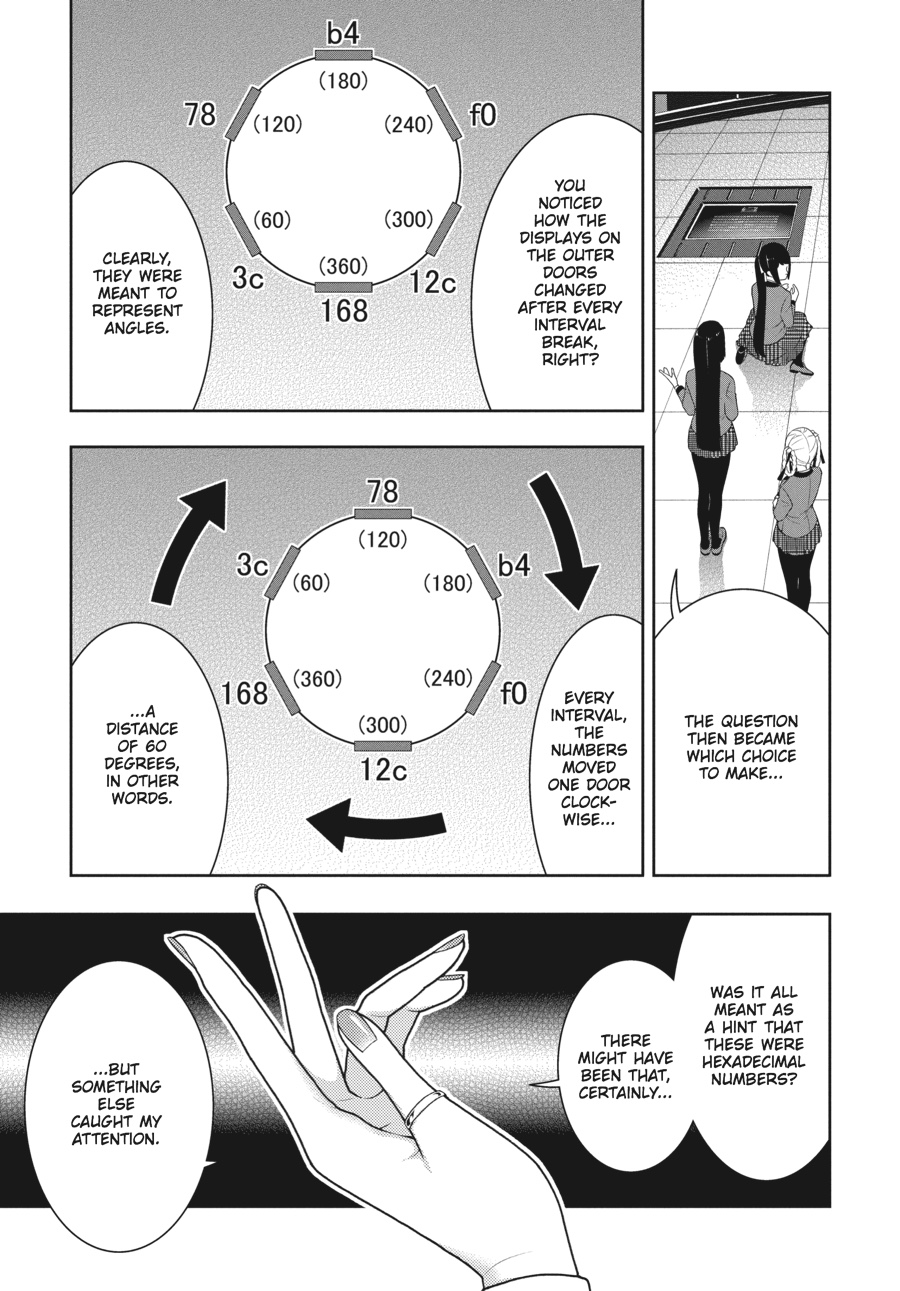 THE QUESTION
THEN BECAME
WHICH CHOICE
TO MAKE...
YOU
NOTICED
HOW THE
DISPLAYS ON
THE OUTER
DOORS
CHANGED
AFTER EVERY
INTERVAL
BREAK,
RIGHT?
b4
(180)
78
(120)
(240)
f0
(60)
(300)
3c
(360)
12c
168
CLEARLY,
THEY WERE
MEANT TO
REPRESENT
ANGLES.
78
(120)
3c
(60)
(180)
b4
168
(360)
(240)
f0
(300)
12c
EVERY
INTERVAL,
THE
NUMBERS
MOVED
ONE DOOR
CLOCK-
WISE...
...A
DISTANCE
OF 60
DEGREES,
IN OTHER
WORDS.
WAS IT ALL
MEANT AS
A HINT THAT
THESE WERE
HEXADECIMAL
NUMBERS?
THERE
MIGHT HAVE
BEEN THAT,
CERTAINLY...
...BUT
SOMETHING
ELSE
CAUGHT MY
ATTENTION.